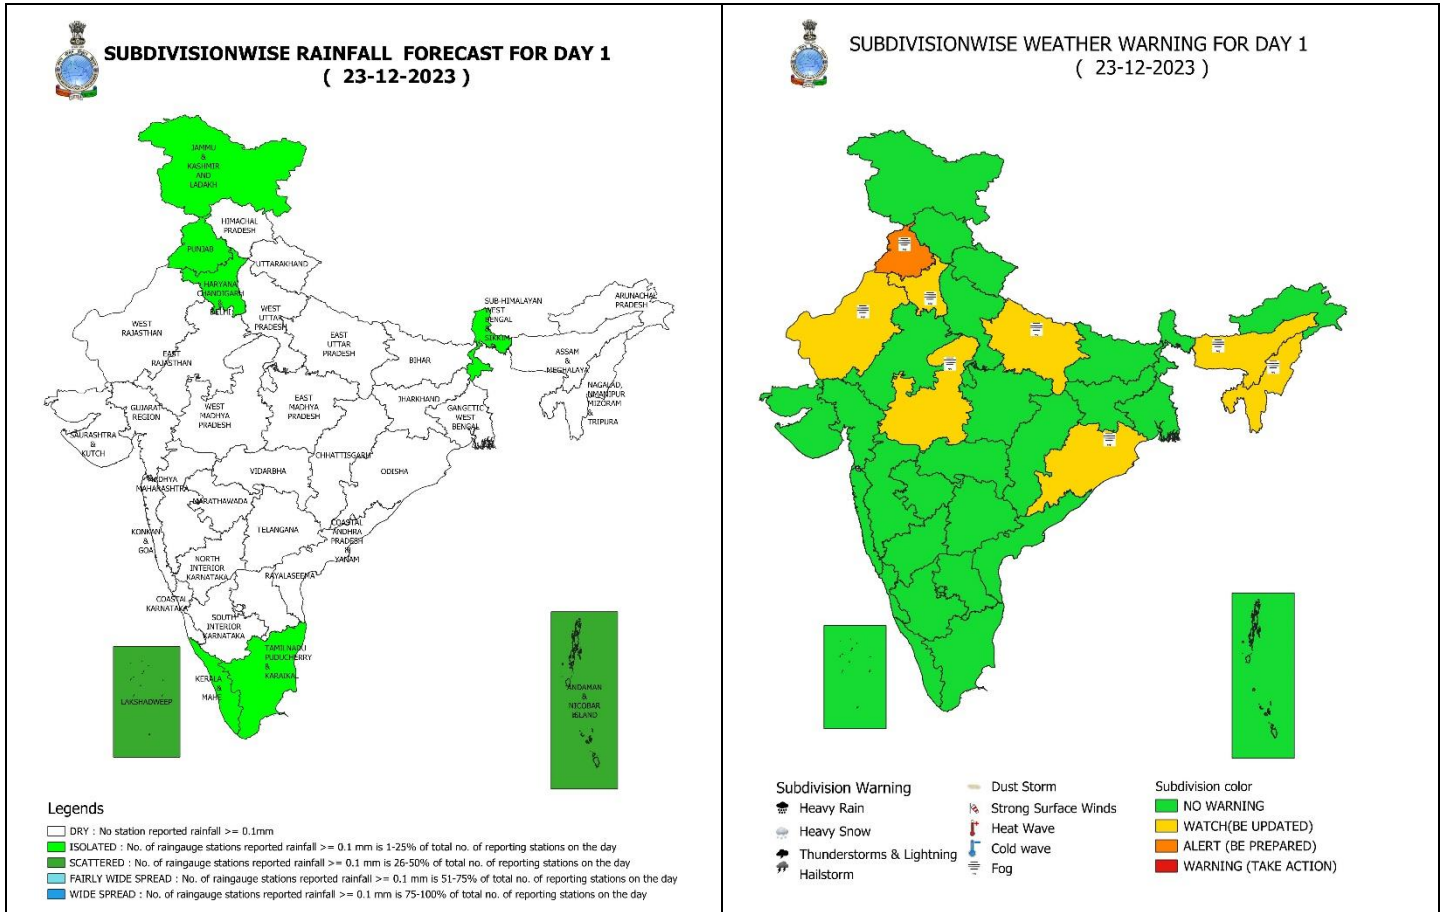 SUBDIVISIONWISE RAINFALL FORECAST FOR DAY 1
( 23-12-2023 )
JAMMU
&
KASHMIR
AND
LADAKH
HIMACHAL
PRADESH
PUNJAB
UTTARAKHAND
HARYANA
CHANDIGARH
&
DELHI
WEST
RAJASTHAN
WEST
UTTAR
PRADESH
EAST
UTTAR
PRADESH
EAST
RAJASTHAN
BIHAR
SUB-HIMALAYAN
WEST
BENGAL
&
SIKKIM
ARUNACHAL
PRADESH
ASSAM
&
MEGHALAYA
NAGALAD,
MANIPUR
MIZORAM
&
TRIPURA
GUJARAT
REGION
SAURASHTRA
&
KUTCH
WEST
MADHYA
PRADESH
EAST
MADHYA
PRADESH
JHARKHAND
GANGETIC
WEST
BENGAL
CHHATTISGARH
ODISHA
VIDARBHA
MADHYA
MAHARASHTRA
MARATHAWADA
KONKAN
&
GOA
TELANGANA
COASTAL
ANDHRA
PRADESH
&
YANAM
NORTH
INTERIOR
KARNATAKA
RAYALASEEMA
COASTAL
KARNATAKA
SOUTH
INTERIOR
KARNATAKA
TAMILNADU
PUDUCHERRY
&
KARAIKAL
KERALA
&
MAHE
LAKSHADWEEP
ANDAMAN
&
NICOBAR
ISLAND
Legends
DRY : No station reported rainfall >= 0.1mm
ISOLATED : No. of raingauge stations reported rainfall >= 0.1 mm is 1-25% of total no. of reporting stations on the day
SCATTERED : No. of raingauge stations reported rainfall >= 0.1 mm is 26-50% of total no. of reporting stations on the day
FAIRLY WIDE SPREAD : No. of raingauge stations reported rainfall >= 0.1 mm is 51-75% of total no. of reporting stations on the day
WIDE SPREAD : No. of raingauge stations reported rainfall >= 0.1 mm is 75-100% of total no. of reporting stations on the day
SUBDIVISIONWISE WEATHER WARNING FOR DAY 1
( 23-12-2023 )
Subdivision Warning
Heavy Rain
Heavy Snow
Thunderstorms & Lightning
Hailstorm
Dust Storm
Strong Surface Winds
Heat Wave
Cold wave
Fog
Subdivision color
NO WARNING
WATCH(BE UPDATED)
ALERT (BE PREPARED)
WARNING (TAKE ACTION)